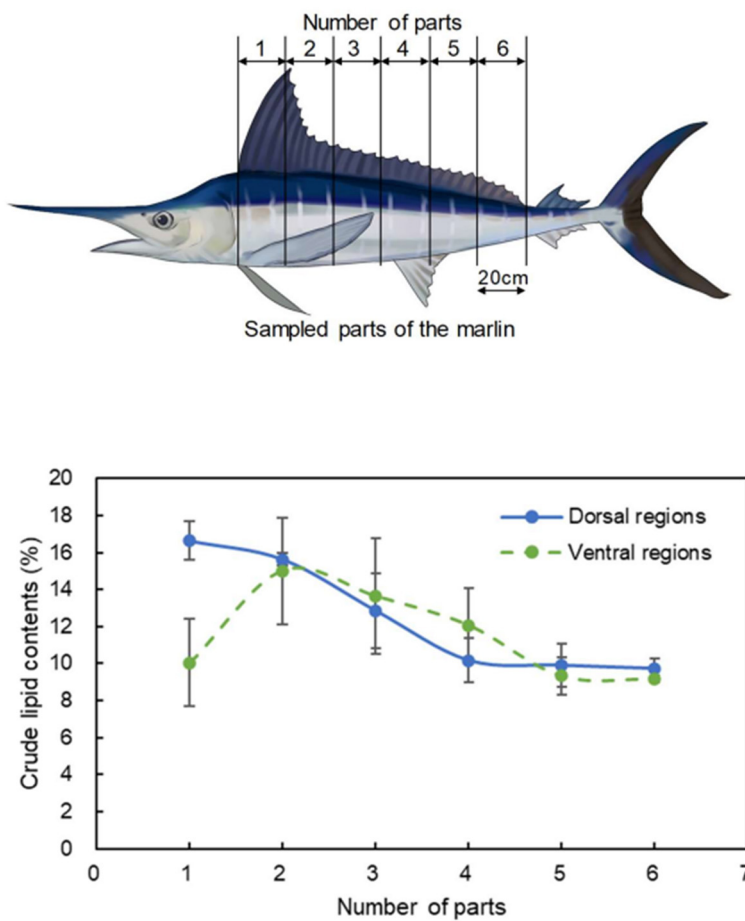 Number of parts
1 2 3 4 5 6
20cm
Sampled parts of the marlin
20
18
16
14
12
10
8
6
4
2
0
Crude lipid contents (%)
Dorsal regions
Ventral regions
0 1 2 3 4 5 6 7
Number of parts